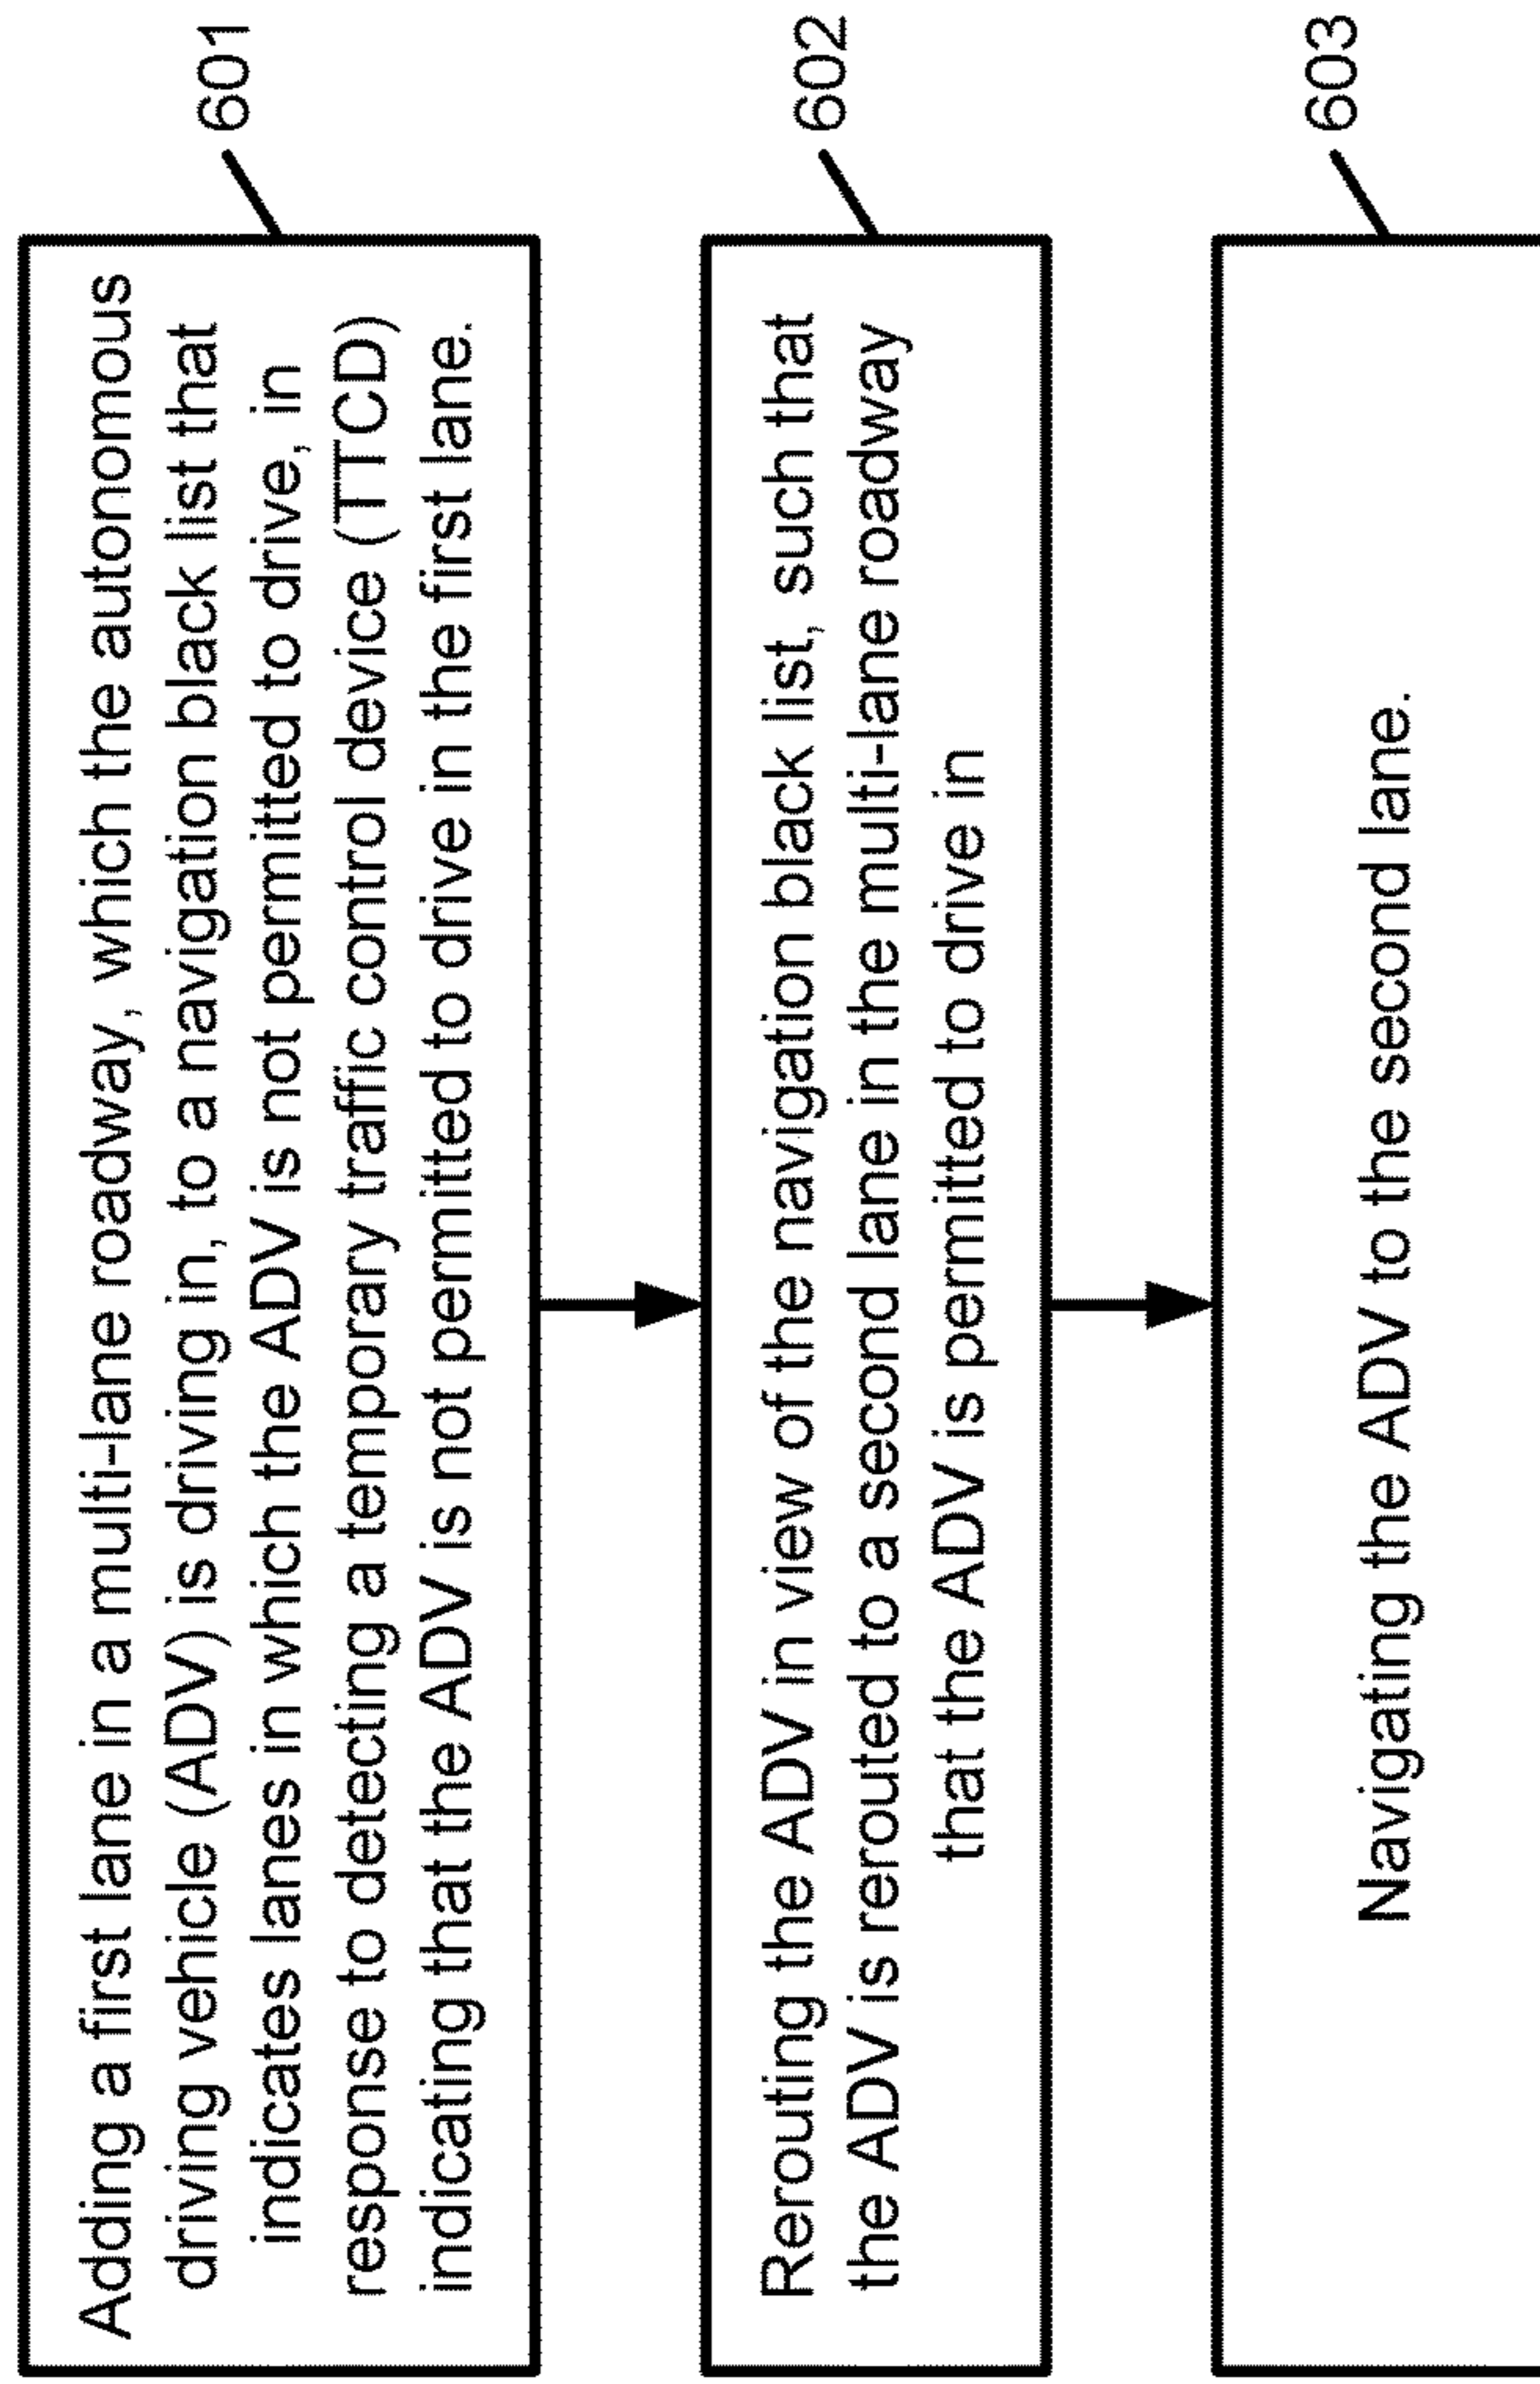 Adding a first lane in a multi-lane roadway, which the autonomous
driving vehicle (ADV) is driving in, to a navigation black list that
indicates lanes in which the ADV is not permitted to drive, in
response to detecting a temporary traffic control device (TTCD)
indicating that the ADV is not permitted to drive in the first lane.
601
Rerouting the ADV in view of the navigation black list, such that
the ADV is rerouted to a second lane in the multi-lane roadway
that the ADV is permitted to drive in
602
Navigating the ADV to the second lane.
603